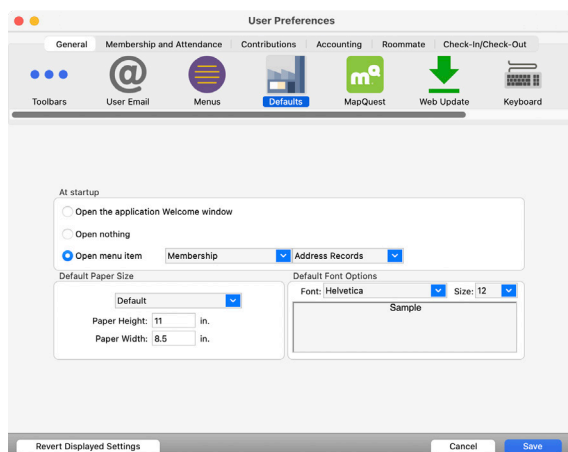 User Preferences
General Membership and Attendance Contributions Accounting Roommate Check-In/Check-Out
@ mq
Toolbars User Email Menus Defaults MapQuest Web Update Keyboard
At startup
Open the application Welcome window
Open nothing
Open menu item Membership Address Records
Default Paper Size Default Font Options
Default Font: Helvetica Size: 12
Sample
Paper Height: 11 in.
Paper Width: 8.5 in.
Revert Displayed Settings Cancel Save